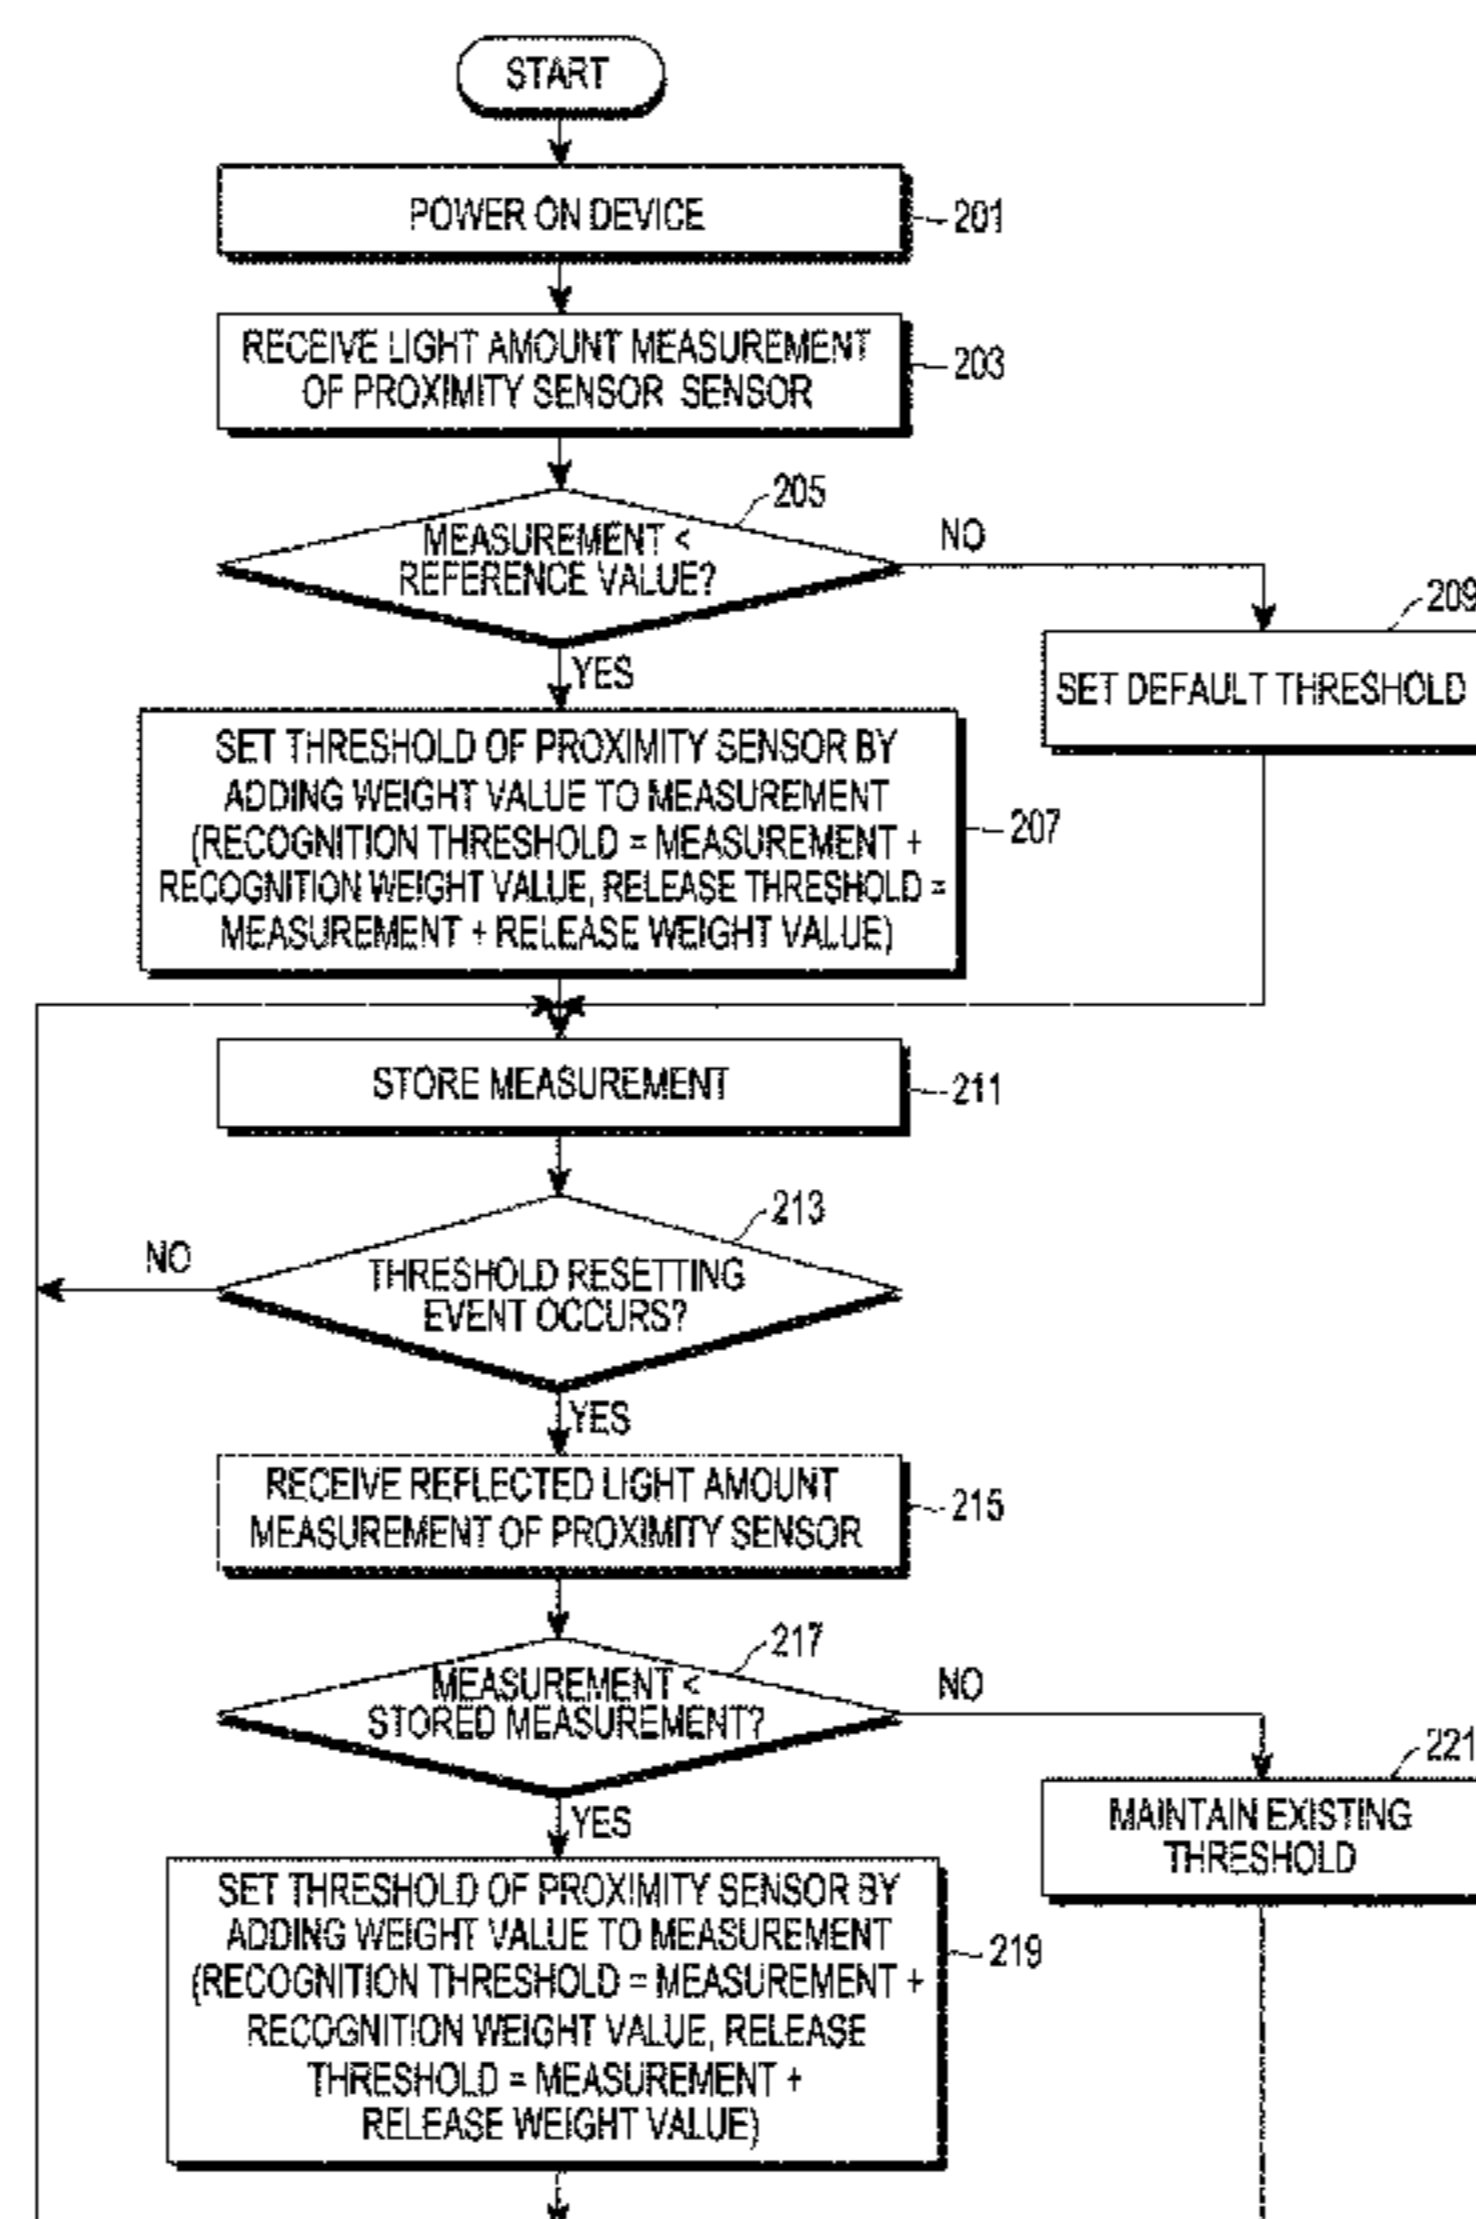 START
POWER ON DEVICE
201
RECEIVE LIGHT AMOUNT MEASUREMENT
OF PROXIMITY SENSOR SENSOR
203
205
MEASUREMENT <
REFERENCE VALUE?
NO
209
SET DEFAULT THRESHOLD
YES
SET THRESHOLD OF PROXIMITY SENSOR BY
ADDING WEIGHT VALUE TO MEASUREMENT
(RECOGNITION THRESHOLD = MEASUREMENT +
RECOGNITION WEIGHT VALUE, RELEASE THRESHOLD =
MEASUREMENT + RELEASE WEIGHT VALUE)
207
STORE MEASUREMENT
211
213
NO
THRESHOLD RESETTING
EVENT OCCURS?
YES
RECEIVE REFLECTED LIGHT AMOUNT
MEASUREMENT OF PROXIMITY SENSOR
215
217
MEASUREMENT <
STORED MEASUREMENT?
NO
221
MAINTAIN EXISTING
THRESHOLD
YES
SET THRESHOLD OF PROXIMITY SENSOR BY
ADDING WEIGHT VALUE TO MEASUREMENT
(RECOGNITION THRESHOLD = MEASUREMENT +
RECOGNITION WEIGHT VALUE, RELEASE
THRESHOLD = MEASUREMENT +
RELEASE WEIGHT VALUE)
219